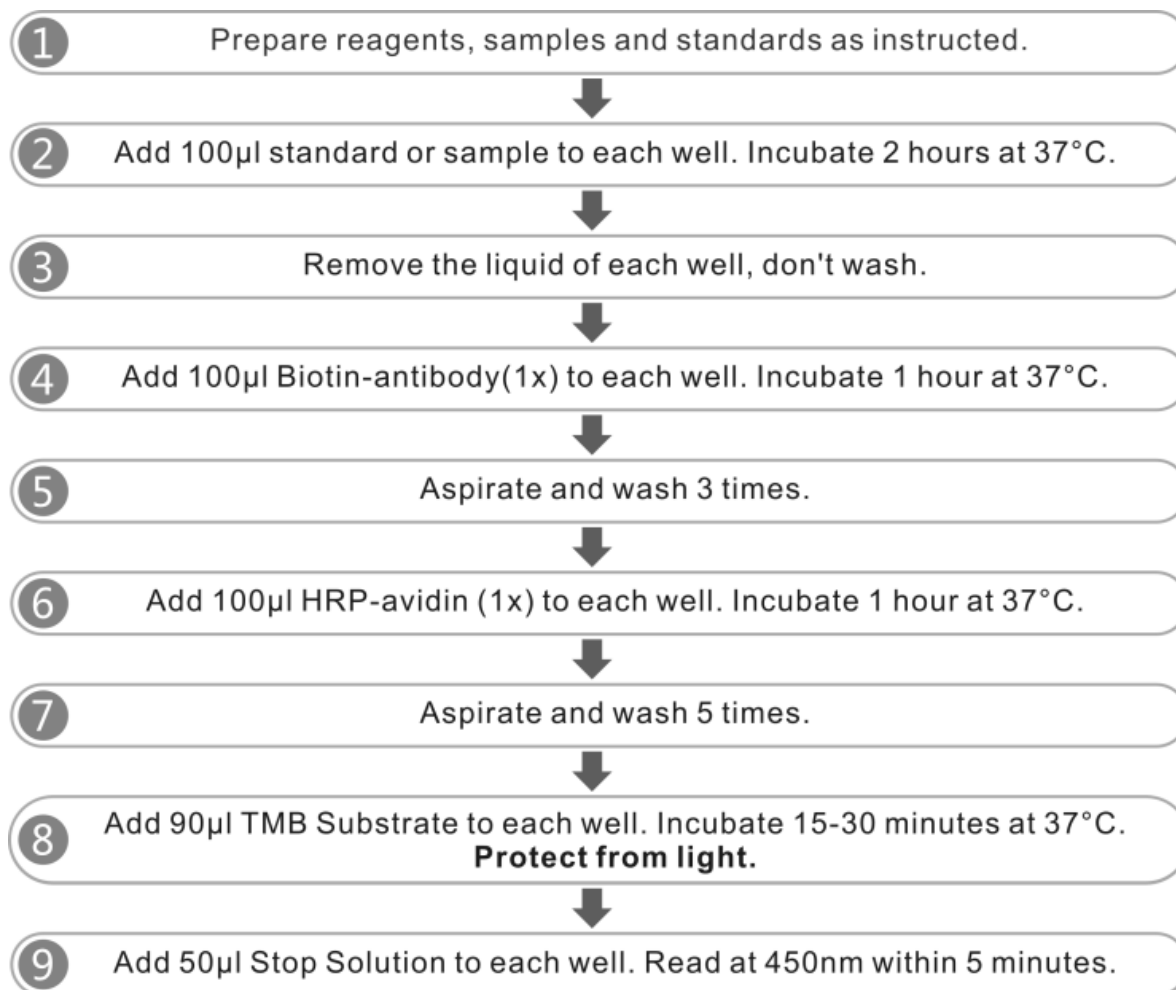 1 Prepare reagents, samples and standards as instructed.
2 Add 100µl standard or sample to each well. Incubate 2 hours at 37°C.
3 Remove the liquid of each well, don't wash.
4 Add 100µl Biotin-antibody(1x) to each well. Incubate 1 hour at 37°C.
5 Aspirate and wash 3 times.
6 Add 100µl HRP-avidin (1x) to each well. Incubate 1 hour at 37°C.
7 Aspirate and wash 5 times.
8 Add 90µl TMB Substrate to each well. Incubate 15-30 minutes at 37°C.
Protect from light.
9 Add 50µl Stop Solution to each well. Read at 450nm within 5 minutes.